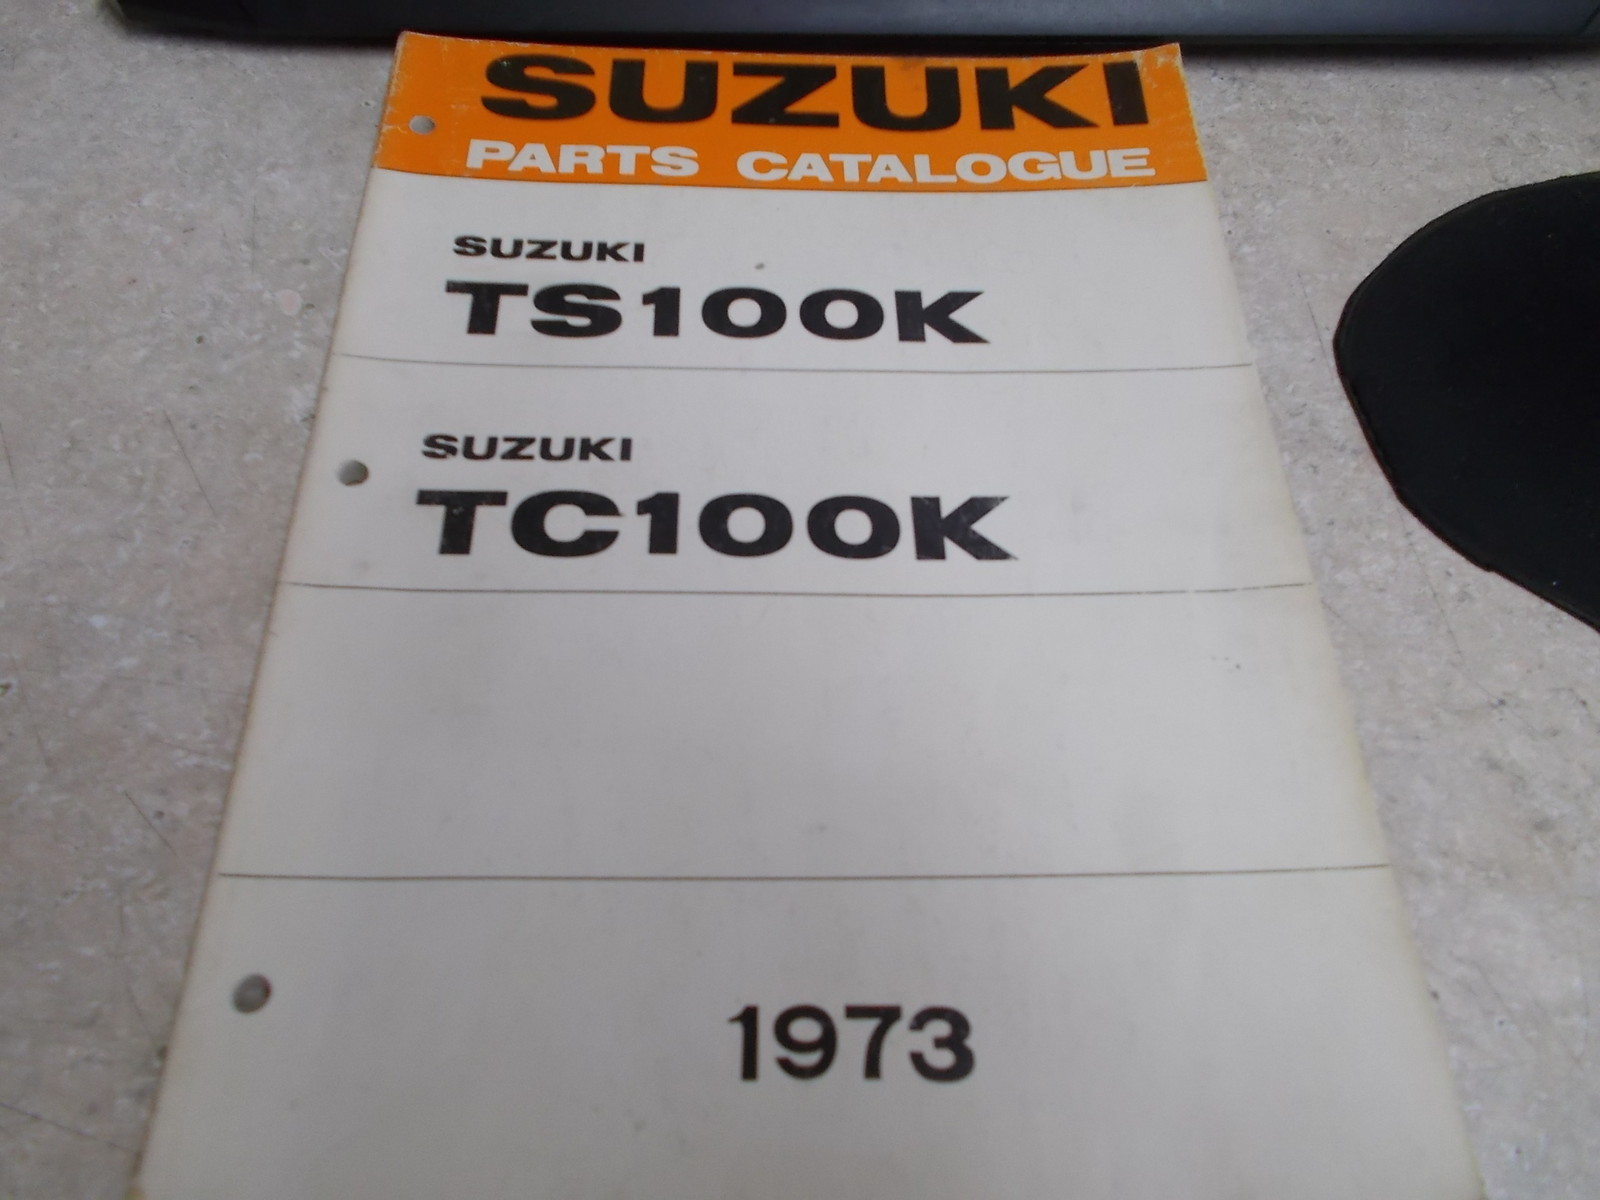 SUZUKI
PARTS CATALOGUE
SUZUKI
TS100K
SUZUKI
TC100K
1973